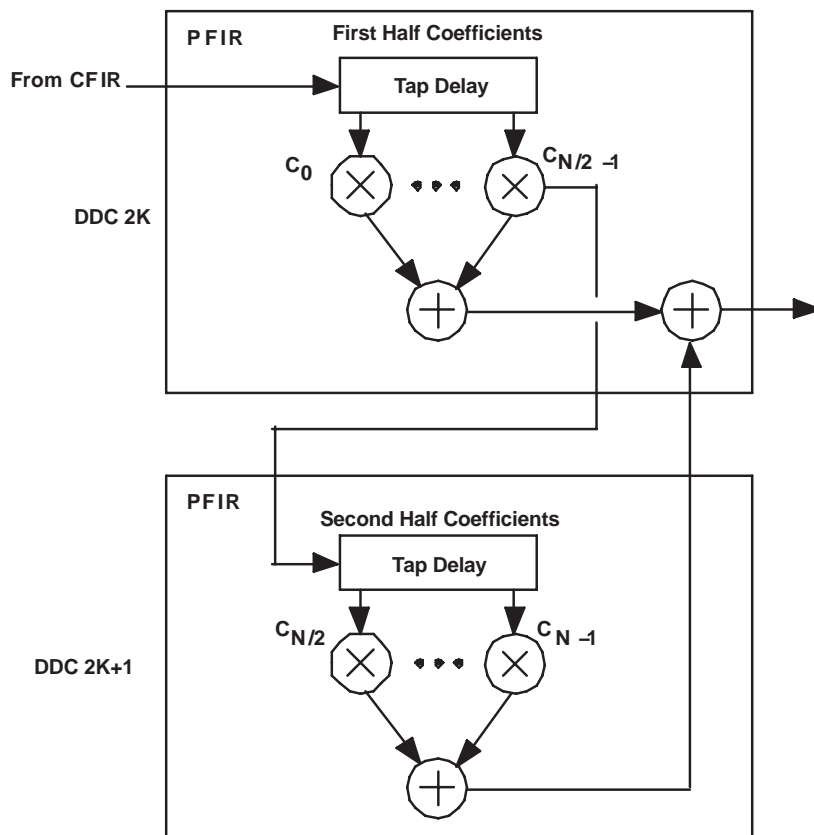 PFIR
First Half Coefficients
From CFIR
Tap Delay
C0
CN/2 –1
DDC 2K
PFIR
Second Half Coefficients
Tap Delay
CN/2
CN –1
DDC 2K+1